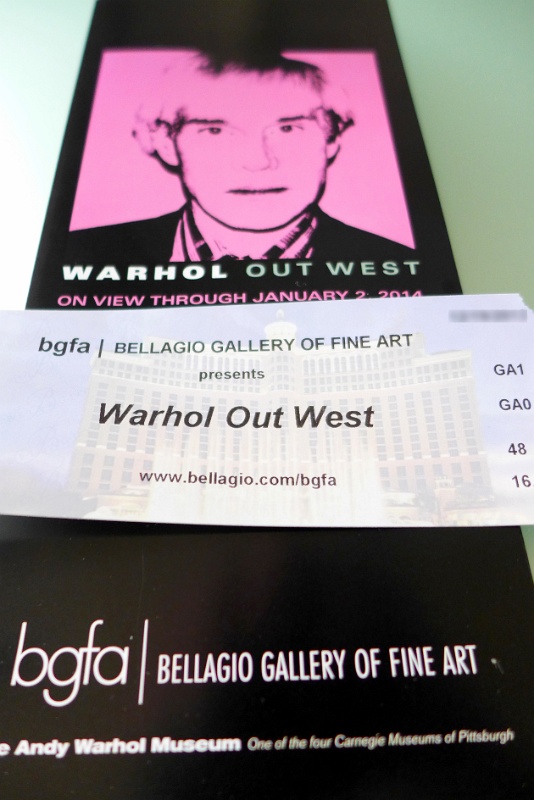 WARHOL OUT WEST
ON VIEW THROUGH JANUARY 2, 2014
bgfa | BELLAGIO GALLERY OF FINE ART
presents
Warhol Out West
www.bellagio.com/bgfa
GA1
GA0
48
16.
bgfa | BELLAGIO GALLERY OF FINE ART
e Andy Warhol Museum One of the four Carnegie Museums of Pittsburgh